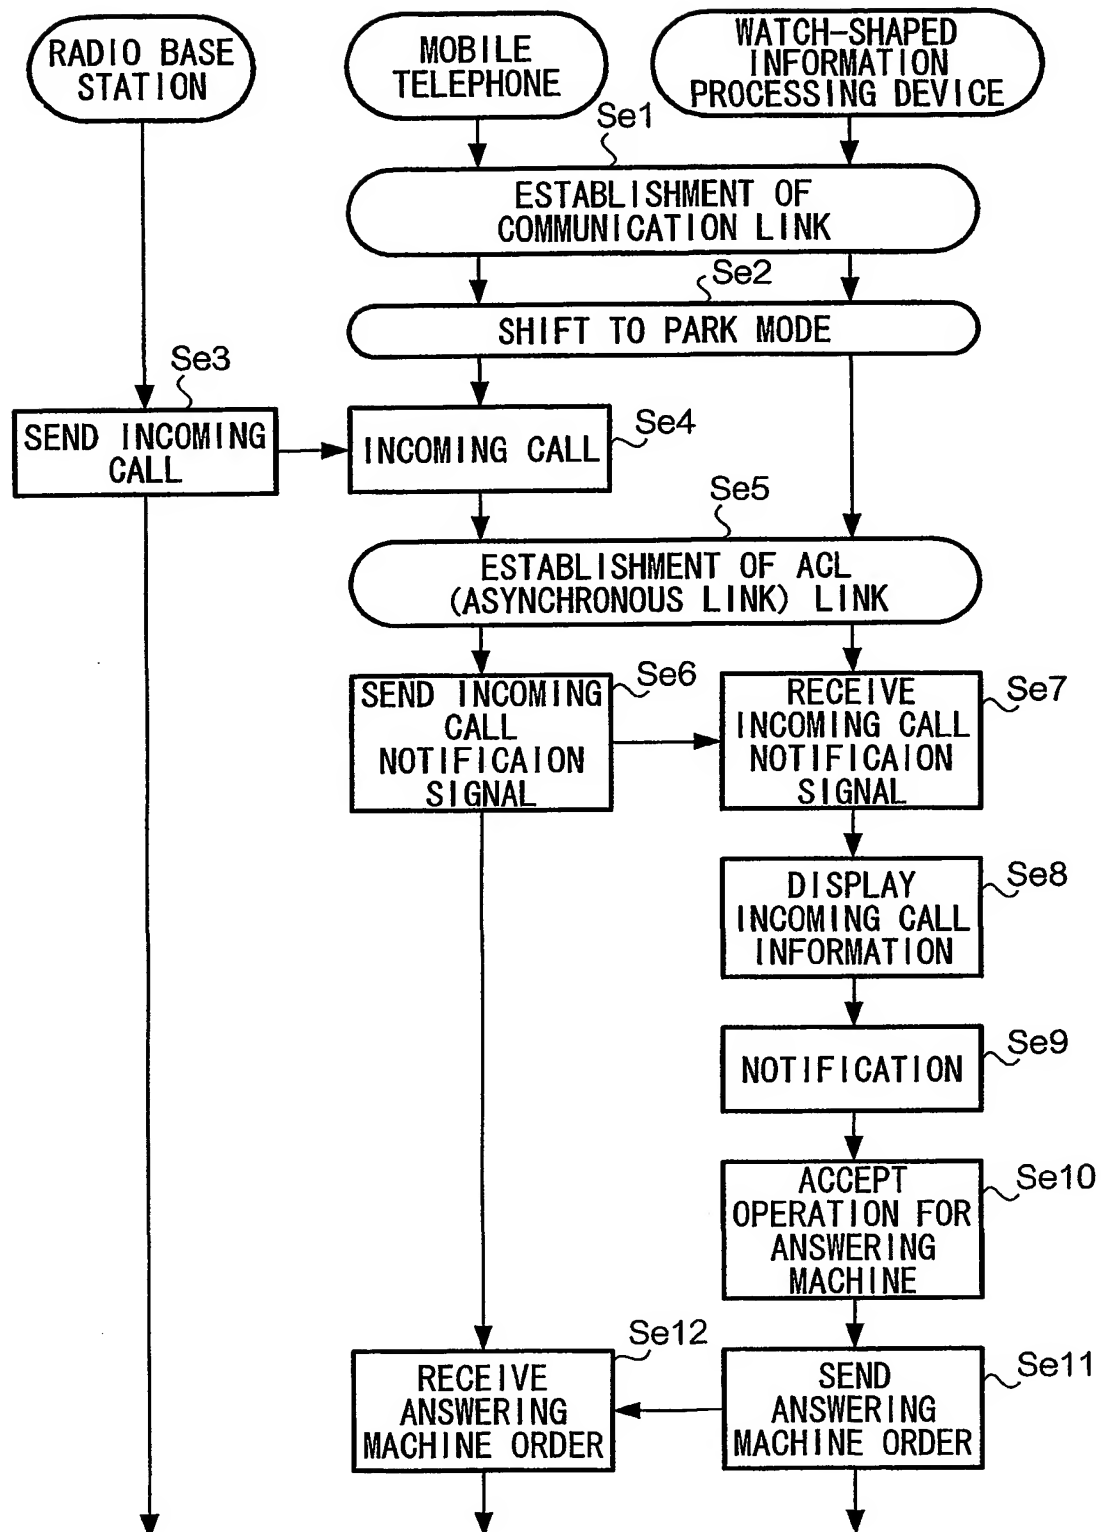 RADIO BASE
STATION
MOBILE
TELEPHONE
WATCH-SHAPED
INFORMATION
PROCESSING DEVICE
Se1
ESTABLISHMENT OF
COMMUNICATION LINK
Se2
SHIFT TO PARK MODE
Se3
SEND INCOMING
CALL
Se4
INCOMING CALL
Se5
ESTABLISHMENT OF ACL
(ASYNCHRONOUS LINK) LINK
Se6
SEND INCOMING
CALL
NOTIFICAION
SIGNAL
Se7
RECEIVE
INCOMING CALL
NOTIFICAION
SIGNAL
Se8
DISPLAY
INCOMING CALL
INFORMATION
Se9
NOTIFICATION
Se10
ACCEPT
OPERATION FOR
ANSWERING
MACHINE
Se12
RECEIVE
ANSWERING
MACHINE ORDER
Se11
SEND
ANSWERING
MACHINE ORDER